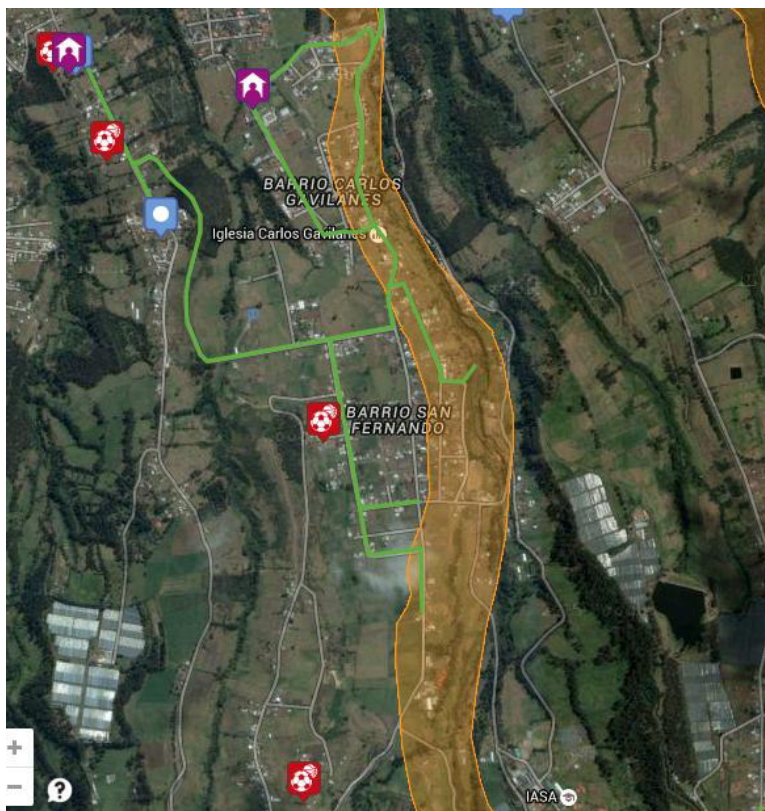 BARRIO CARLOS
GAVILANES
Iglesia Carlos Gavilanes
BARRIO SAN
FERNANDO
+
−
?
IASA